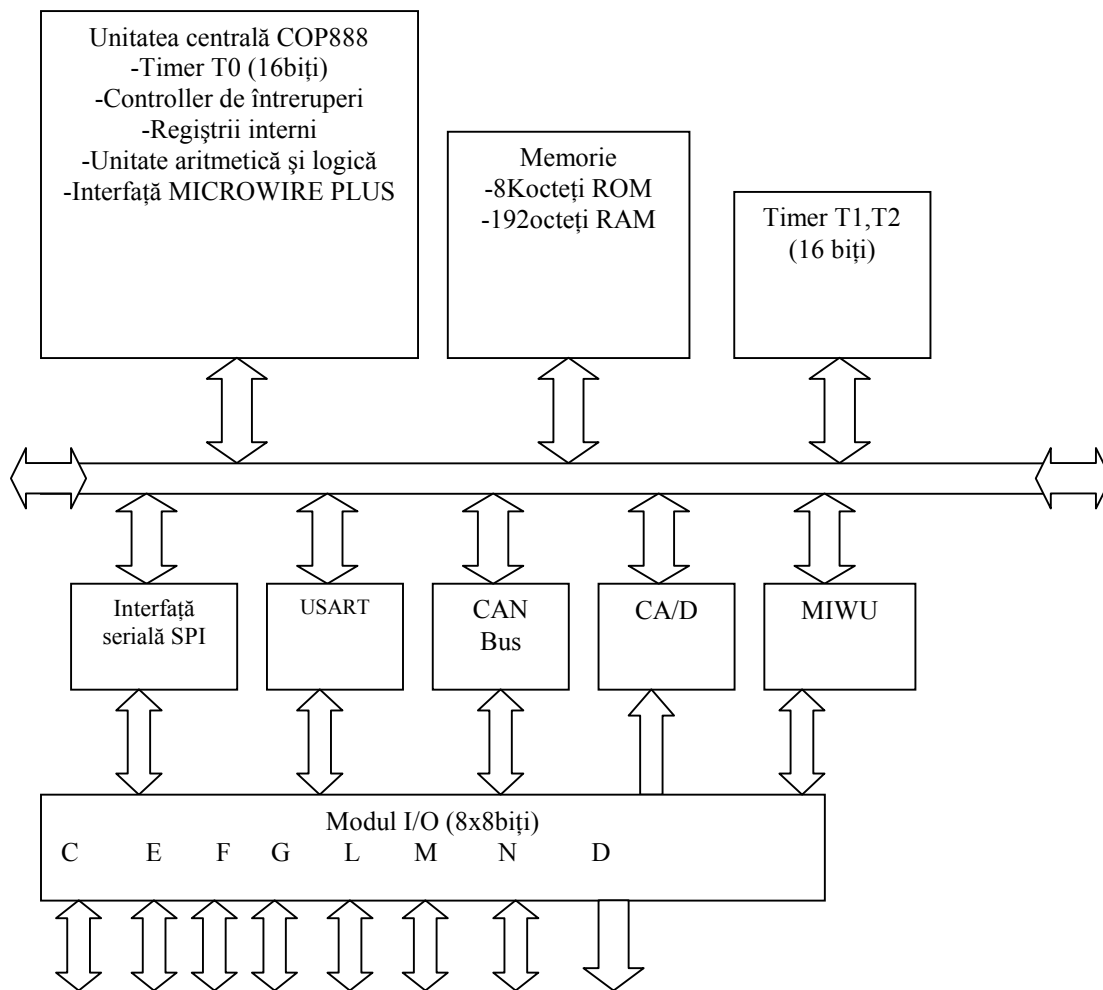 Unitatea centrală COP888
-Timer T0 (16biți)
-Controller de întreruperi
-Regiştrii interni
-Unitate aritmetică şi logică
-Interfață MICROWIRE PLUS
Memorie
-8Kocteți ROM
-192octeți RAM
Timer T1,T2
(16 biți)
Interfață
serială SPI
USART
CAN
Bus
CA/D
MIWU
Modul I/O (8x8biți)
C E F G L M N D